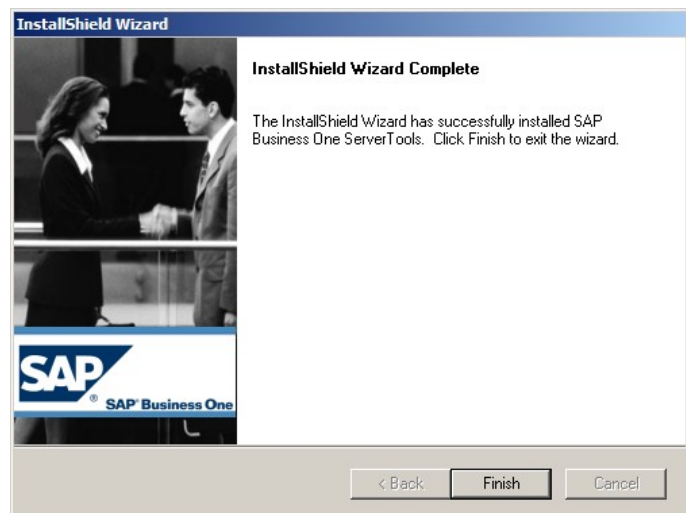 InstallShield Wizard
InstallShield Wizard Complete
The InstallShield Wizard has successfully installed SAP
Business One ServerTools. Click Finish to exit the wizard.
SAP
®
SAP® Business One
< Back
Finish
Cancel